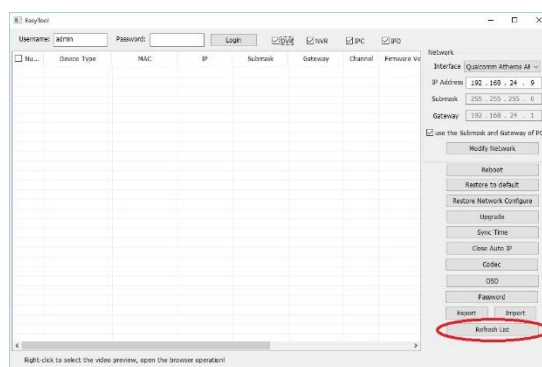 EasyTool
Username: admin Password: Login DVR NVR IPC IPD
Nu... Device Type MAC IP Submask Gateway Channel Firmware Ve
Network
Interface Qualcomm Atheros AR
IP Address 192 . 168 . 24 . 9
Submask 255 . 255 . 255 . 0
Gateway 192 . 168 . 24 . 1
use the Submask and Gateway of PC
Modify Network
Reboot
Restore to default
Restore Network Configure
Upgrade
Sync Time
Close Auto IP
Codec
OSD
Password
Export Import
Refresh List
Right-click to select the video preview, open the browser operation!